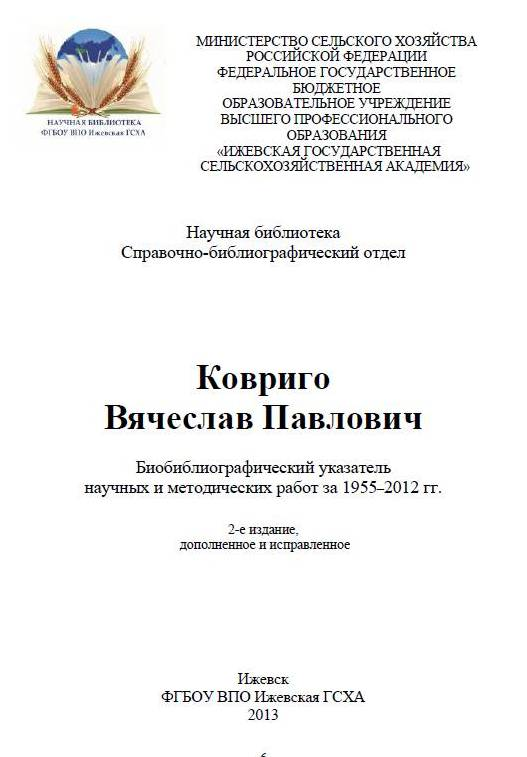 НАУЧНАЯ БИБЛИОТЕКА
ФГБОУ ВПО Ижевская ГСХА
МИНИСТЕРСТВО СЕЛЬСКОГО ХОЗЯЙСТВА
РОССИЙСКОЙ ФЕДЕРАЦИИ
ФЕДЕРАЛЬНОЕ ГОСУДАРСТВЕННОЕ
БЮДЖЕТНОЕ
ОБРАЗОВАТЕЛЬНОЕ УЧРЕЖДЕНИЕ
ВЫСШЕГО ПРОФЕССИОНАЛЬНОГО
ОБРАЗОВАНИЯ
«ИЖЕВСКАЯ ГОСУДАРСТВЕННАЯ
СЕЛЬСКОХОЗЯЙСТВЕННАЯ АКАДЕМИЯ»
Научная библиотека
Справочно-библиографический отдел
Ковриго
Вячеслав Павлович
Биобиблиографический указатель
научных и методических работ за 1955–2012 гг.
2-е издание,
дополненное и исправленное
Ижевск
ФГБОУ ВПО Ижевская ГСХА
2013